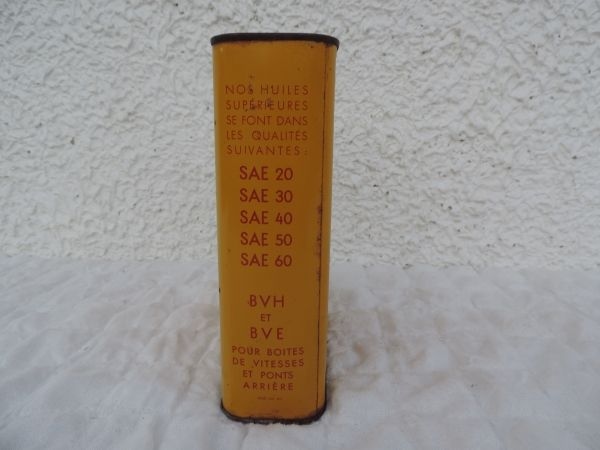 NOS HUILES
SUPÉRIEURES
SE FONT DANS
LES QUALITÉS
SUIVANTES :
SAE 20
SAE 30
SAE 40
SAE 50
SAE 60
BVH
ET
BVE
POUR BOITES
DE VITESSES
ET PONTS
ARRIÈRE